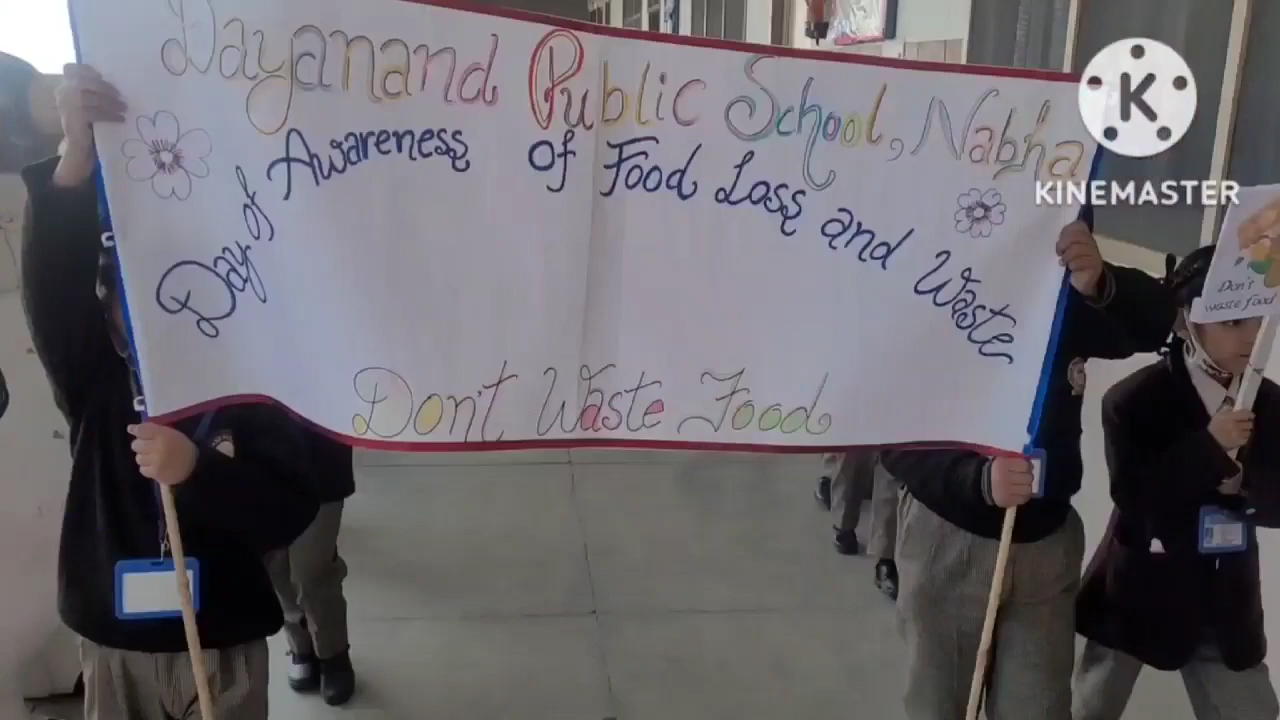 Dayanand Public School, Nabha
Day of Awareness of Food Loss and Waste
Don't Waste Food
K
KINEMASTER
Don't
waste food